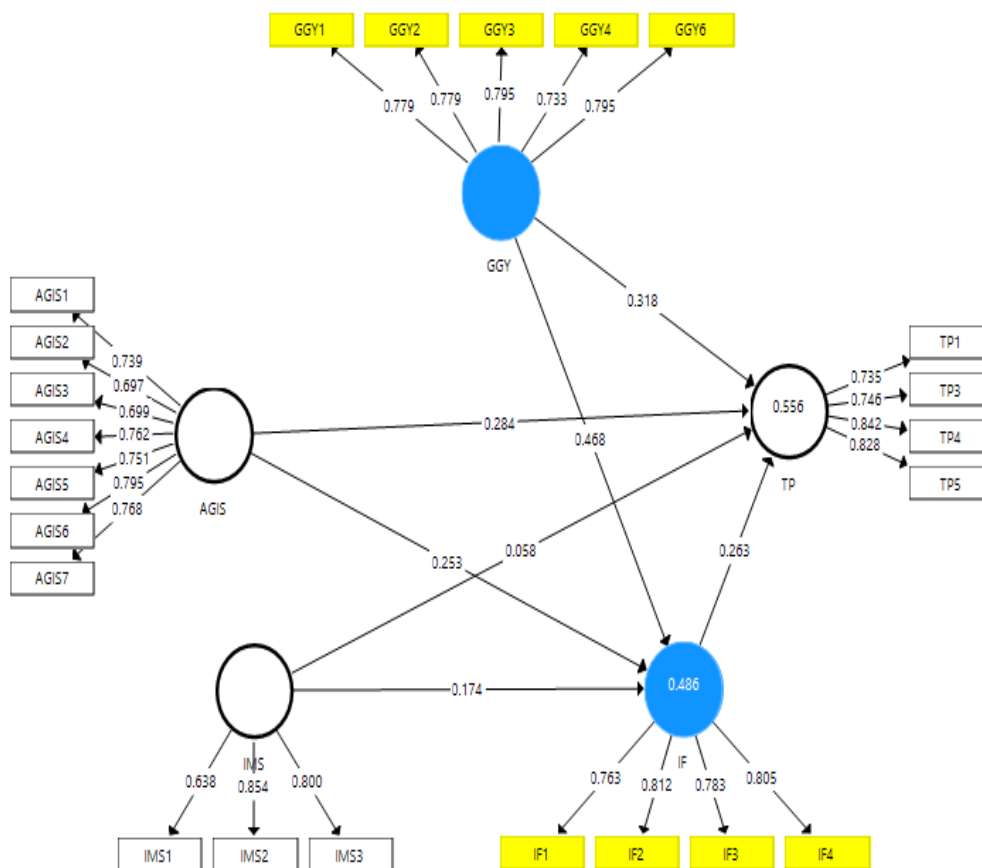 GGY1 GGY2 GGY3 GGY4 GGY6
0.779 0.779 0.795 0.733 0.795
GGY
AGIS1
AGIS2
AGIS3
AGIS4
AGIS5
AGIS6
AGIS7
0.739
0.697
0.699
0.762
0.751
0.795
0.768
AGIS
0.318
0.284
0.468
0.253
0.058
0.263
0.174
0.556
TP
0.735
0.746
0.842
0.828
TP1
TP3
TP4
TP5
IMS
0.638 0.854 0.800
IMS1 IMS2 IMS3
0.486
IF
0.763 0.812 0.783 0.805
IF1 IF2 IF3 IF4